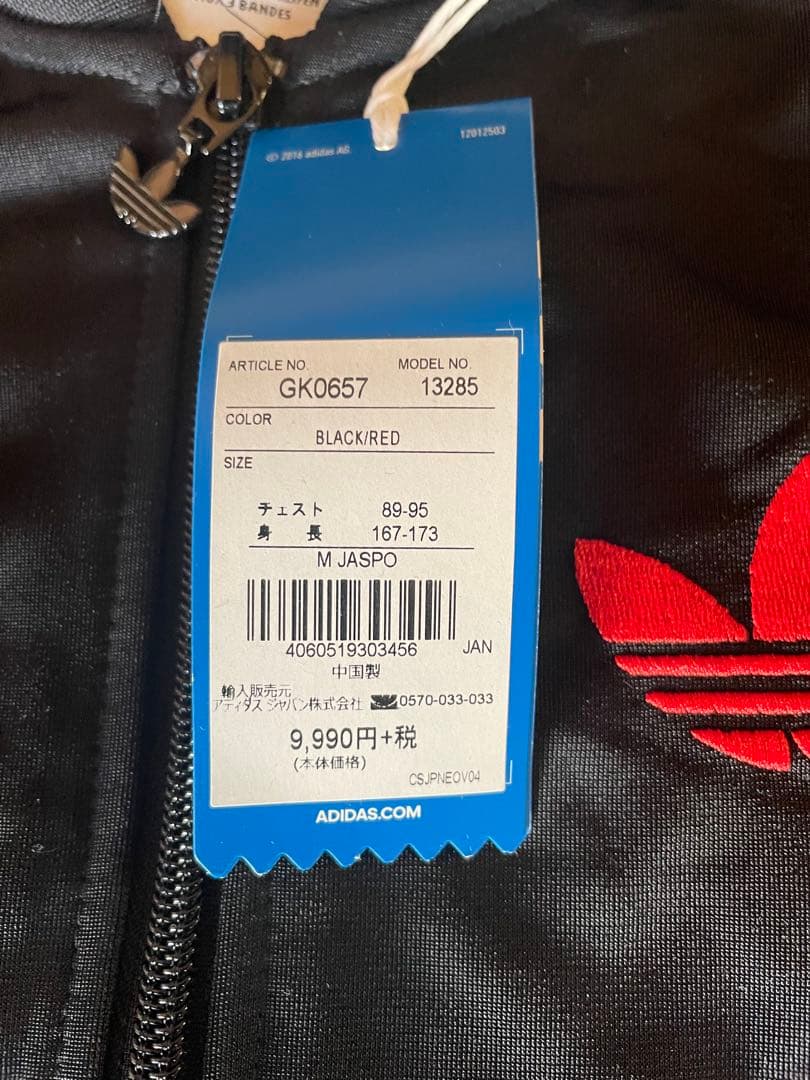 3 BANDES
© 2016 adidas AG.
12012503
ARTICLE NO. MODEL NO.
GK0657 13285
COLOR
BLACK/RED
SIZE
チェスト 89-95
身 長 167-173
M JASPO
4060519303456 JAN
中国製
輸入販売元
アディダス ジャパン株式会社 0570-033-033
9,990円+税
(本体価格)
CSJPNEOV04
ADIDAS.COM